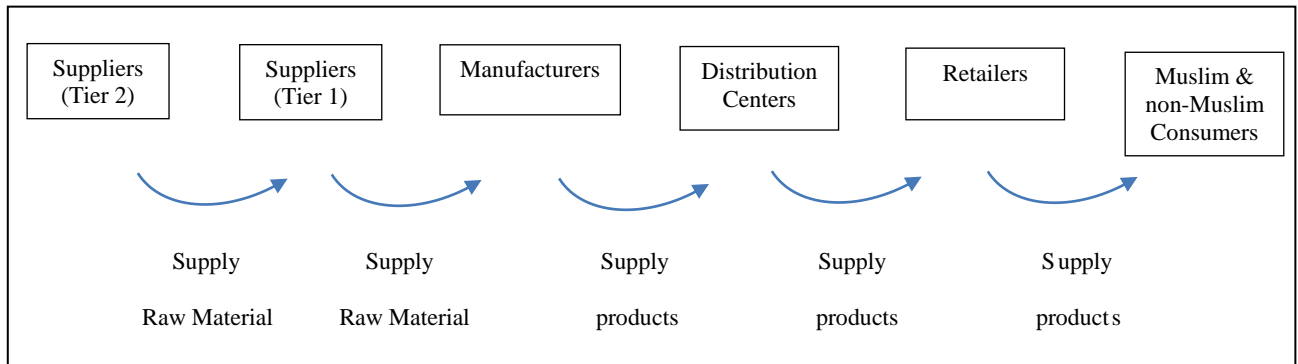 Suppliers
(Tier 2)
Suppliers
(Tier 1)
Manufacturers
Distribution
Centers
Retailers
Muslim &
non-Muslim
Consumers
Supply
Raw Material
Supply
Raw Material
Supply
products
Supply
products
Supply
products